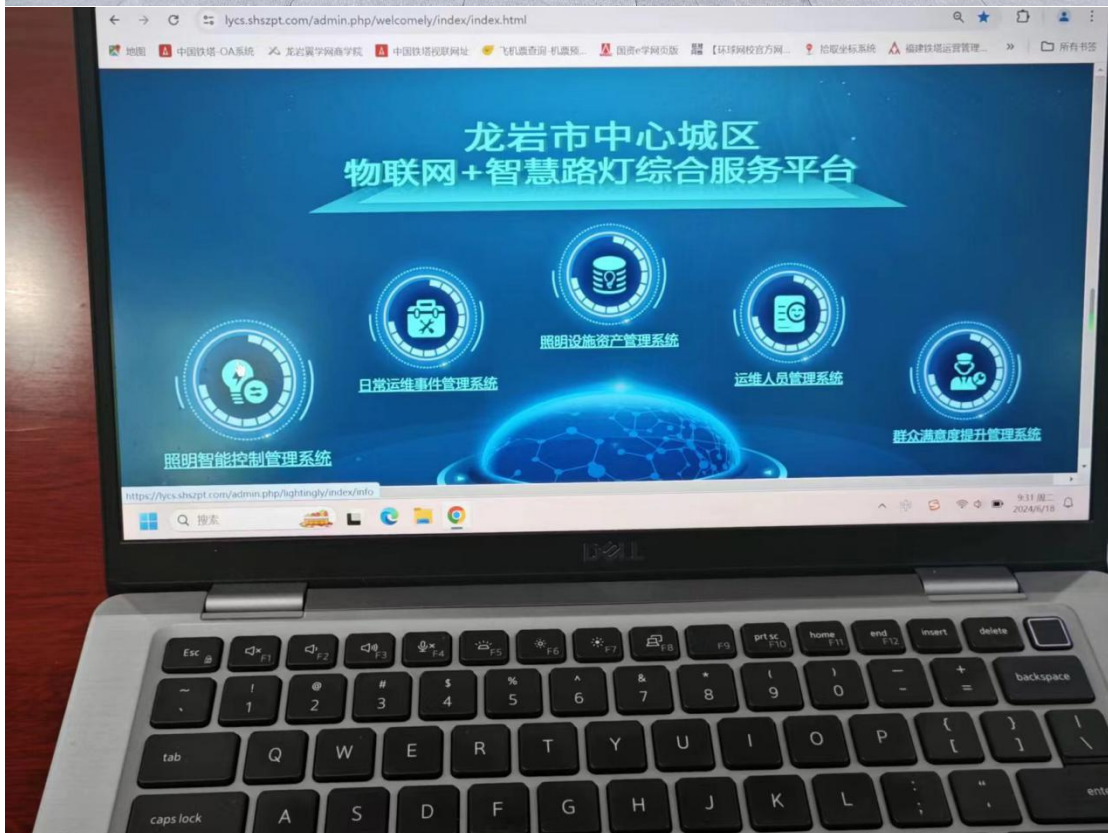 lycs.shszpt.com/admin.php/welcomely/index/index.html
地图 中国铁塔-OA系统 龙岩翼学网商学院 中国铁塔视联网址 飞机票查询·机票预... 国资e学网页版 【环球网校官方网... 拾取坐标系统 福建铁塔运营管理... » 所有书签
龙岩市中心城区
物联网+智慧路灯综合服务平台
照明设施资产管理系统
日常运维事件管理系统
运维人员管理系统
群众满意度提升管理系统
照明智能控制管理系统
https://lycs.shszpt.com/admin.php/lightingly/index/info
搜索
9:31 周二
2024/6/18
DELL
Esc F1 F2 F3 F4 F5 F6 F7 F8 F9 prt sc F10 home F11 end F12 insert delete
~ ! @ # $ % ^ & * ( ) — + backspace
` 1 2 3 4 5 6 7 8 9 0 - =
tab Q W E R T Y U I O P { [ } ] | \
caps lock A S D F G H J K L : ; “ ' ente